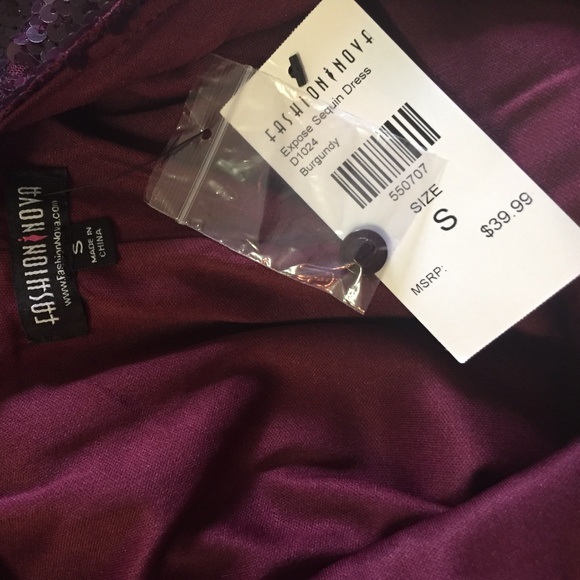 FASHION NOVA
www.FashionNova.com
S
MADE IN
CHINA
FASHION NOVA
Expose Sequin Dress
D1024
Burgundy
550707
SIZE
S
MSRP: $39.99